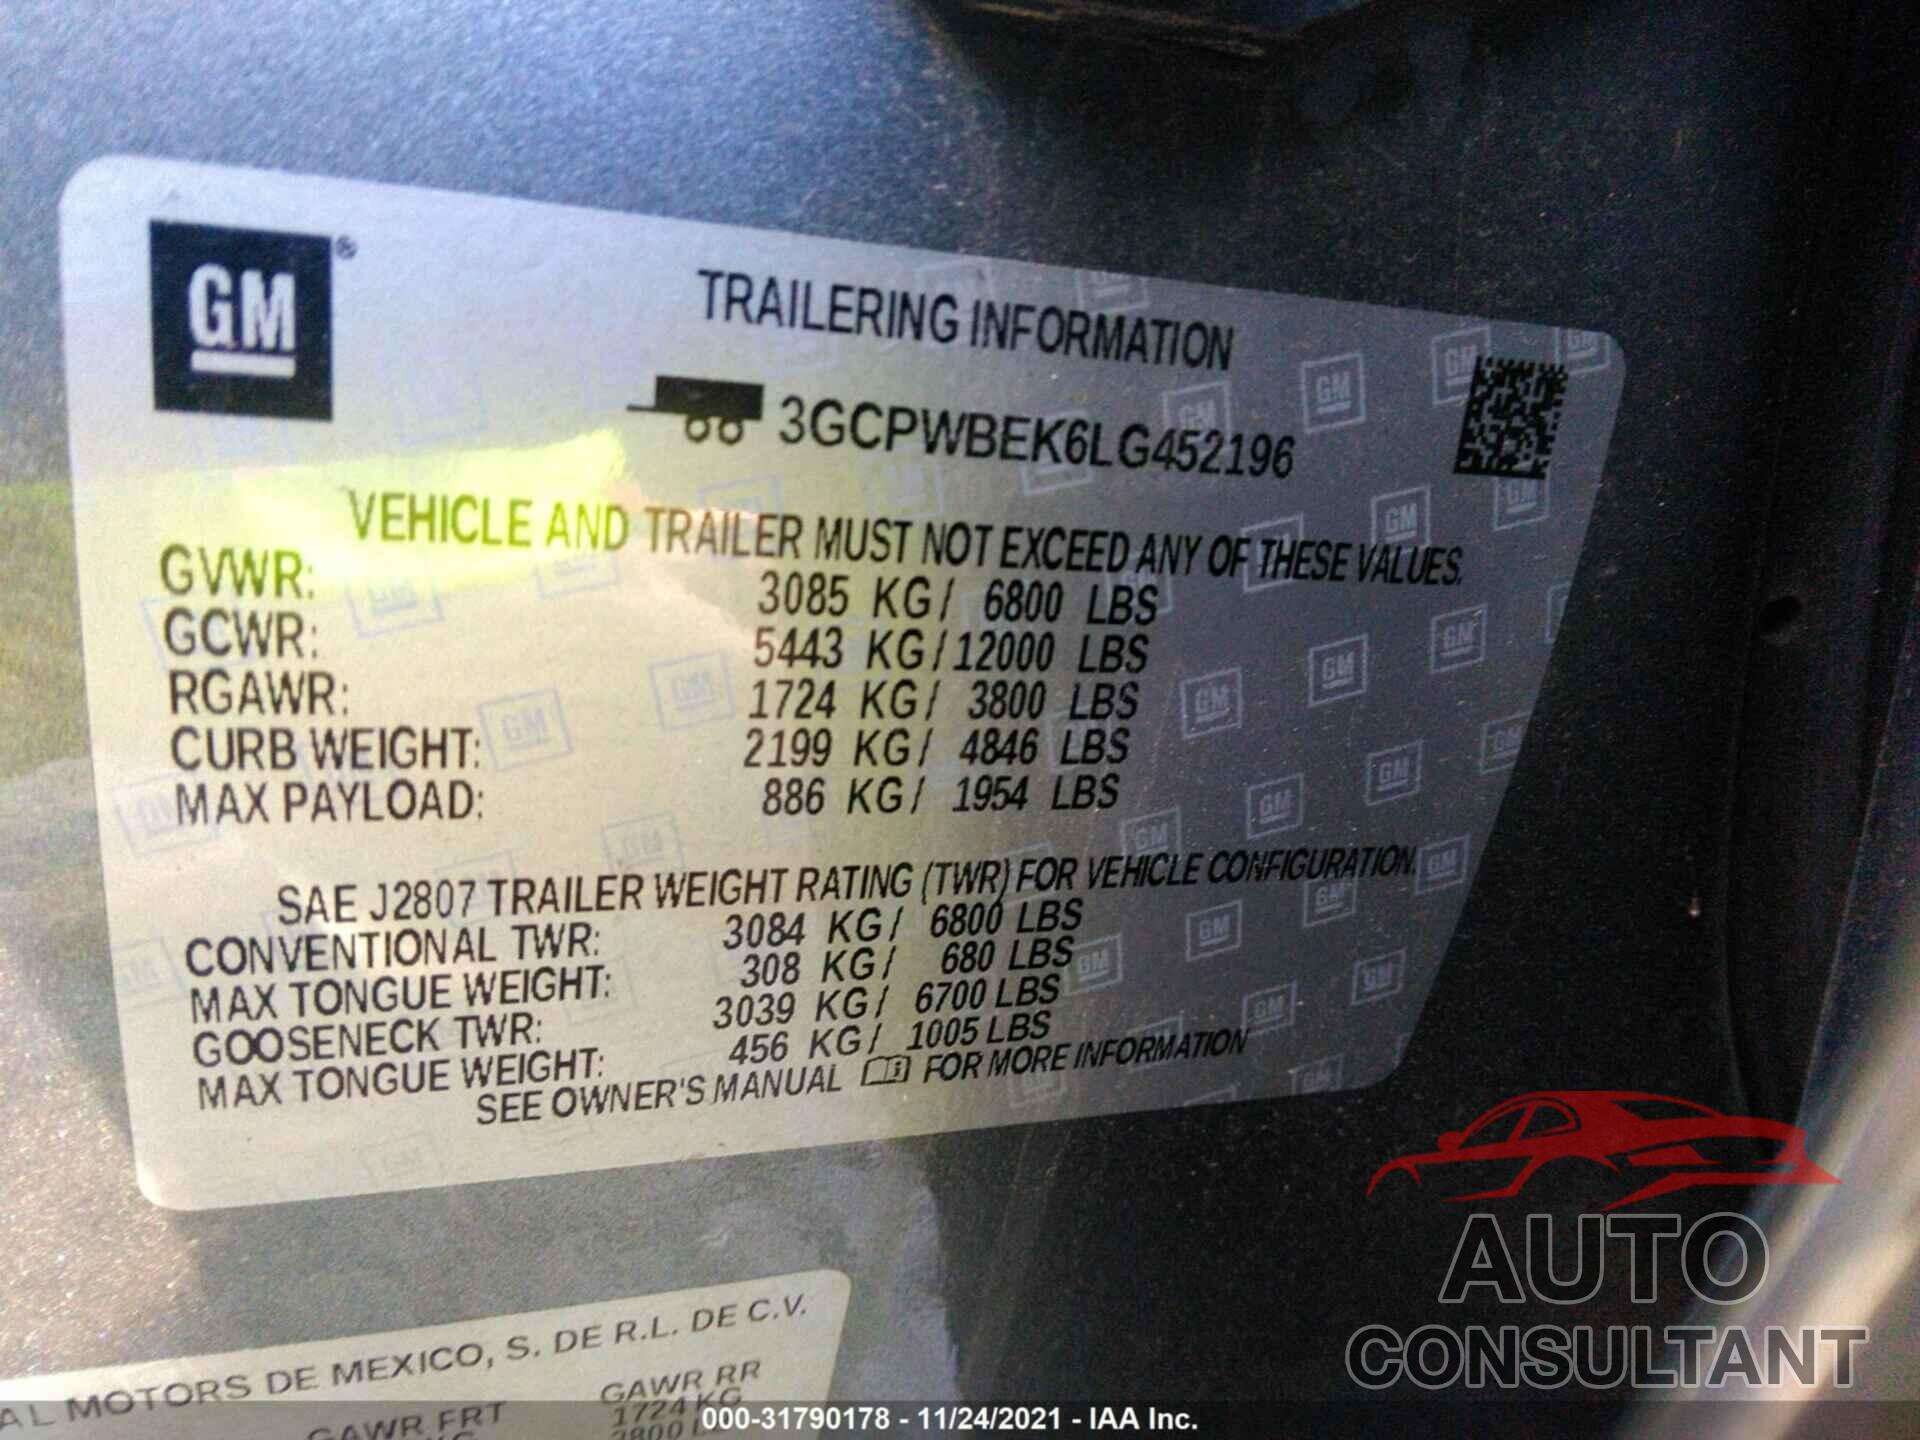 GM ®
TRAILERING INFORMATION
3GCPWBEK6LG452196
VEHICLE AND TRAILER MUST NOT EXCEED ANY OF THESE VALUES.
GVWR: 3085 KG/ 6800 LBS
GCWR: 5443 KG/12000 LBS
RGAWR: 1724 KG/ 3800 LBS
CURB WEIGHT: 2199 KG/ 4846 LBS
MAX PAYLOAD: 886 KG/ 1954 LBS
SAE J2807 TRAILER WEIGHT RATING (TWR) FOR VEHICLE CONFIGURATION.
CONVENTIONAL TWR: 3084 KG/ 6800 LBS
MAX TONGUE WEIGHT: 308 KG/ 680 LBS
GOOSENECK TWR: 3039 KG/ 6700 LBS
MAX TONGUE WEIGHT: 456 KG/ 1005 LBS
SEE OWNER'S MANUAL FOR MORE INFORMATION
AL MOTORS DE MEXICO, S. DE R.L. DE C.V.
GAWR FRT GAWR RR
1724 KG
AUTO
CONSULTANT
000-31790178 - 11/24/2021 - IAA Inc.